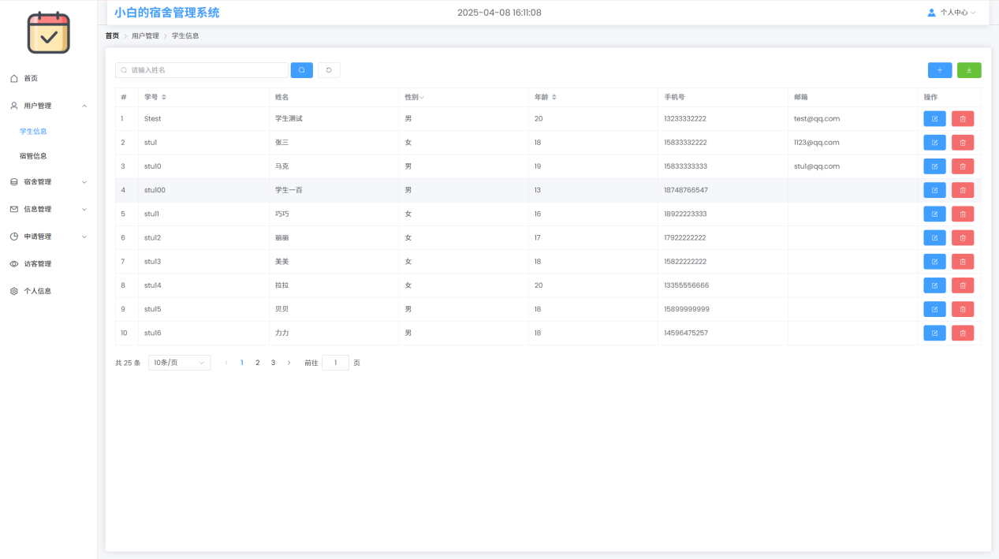 小白的宿舍管理系统
2025-04-08 16:11:08
个人中心
首页
用户管理
学生信息
宿管信息
宿舍管理
信息管理
申请管理
访客管理
个人信息
首页 用户管理 学生信息
请输入姓名
# 学号 姓名 性别 年龄 手机号 邮箱 操作
1 Stest 学生测试 男 20 13233332222 test@qq.com
2 stu1 张三 女 18 15833332222 1123@qq.com
3 stu10 马克 男 19 15833333333 stu1@qq.com
4 stu100 学生一百 男 13 18748766547
5 stu11 巧巧 女 16 18922223333
6 stu12 丽丽 女 17 17922222222
7 stu13 美美 女 18 15822222222
8 stu14 拉拉 女 20 13355556666
9 stu15 贝贝 男 18 15899999999
10 stu16 力力 男 18 14596475257
共 25 条 10条/页 1 2 3 前往 1 页